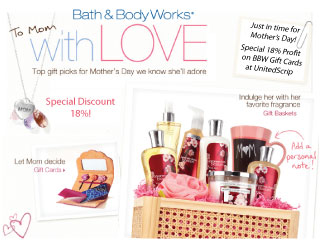 Bath & Body Works®
To Mom
with LOVE
Top gift picks for Mother's Day we know she'll adore
Just in time for
Mother's Day!
Special 18% Profit
on BBW Gift Cards
at UnitedScrip
Special Discount
18%!
Indulge her with her
favorite fragrance
Gift Baskets
MOM
Add a
personal
note!
Let Mom decide
Gift Cards